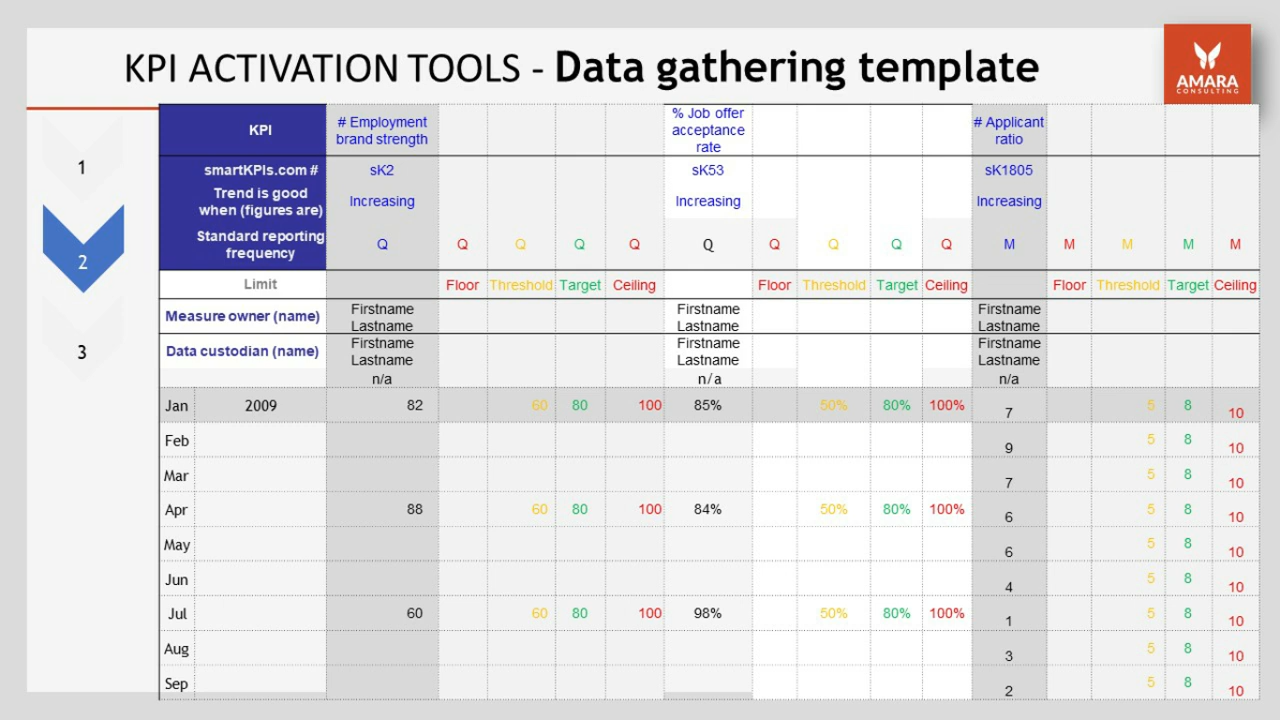 KPI ACTIVATION TOOLS - Data gathering template
AMARA
CONSULTING
1
2
3
KPI # Employment brand strength % Job offer acceptance rate # Applicant ratio
smartKPIs.com # sK2 sK53 sK1805
Trend is good when (figures are) Increasing Increasing Increasing
Standard reporting frequency Q Q Q Q Q Q Q Q Q Q M M M M M
Limit Floor Threshold Target Ceiling Floor Threshold Target Ceiling Floor Threshold Target Ceiling
Measure owner (name) Firstname Lastname Firstname Lastname Firstname Lastname
Data custodian (name) Firstname Lastname Firstname Lastname Firstname Lastname
n/a n/a n/a
Jan 2009 82 60 80 100 85% 50% 80% 100% 7 5 8 10
Feb 9 5 8 10
Mar 7 5 8 10
Apr 88 60 80 100 84% 50% 80% 100% 6 5 8 10
May 6 5 8 10
Jun 4 5 8 10
Jul 60 60 80 100 98% 50% 80% 100% 1 5 8 10
Aug 3 5 8 10
Sep 2 5 8 10